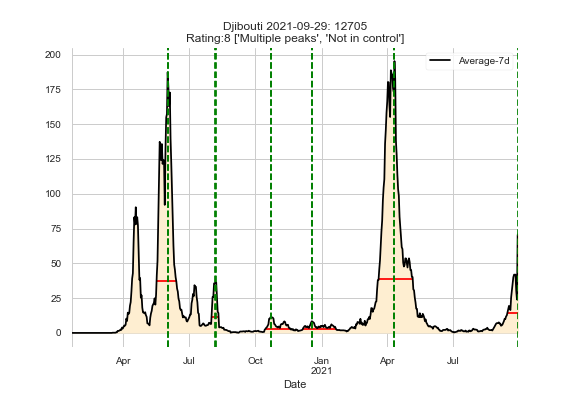 Djibouti 2021-09-29: 12705
Rating:8 ['Multiple peaks', 'Not in control']
Average-7d
200
175
150
125
100
75
50
25
0
Apr Jul Oct Jan Apr Jul
2021
Date